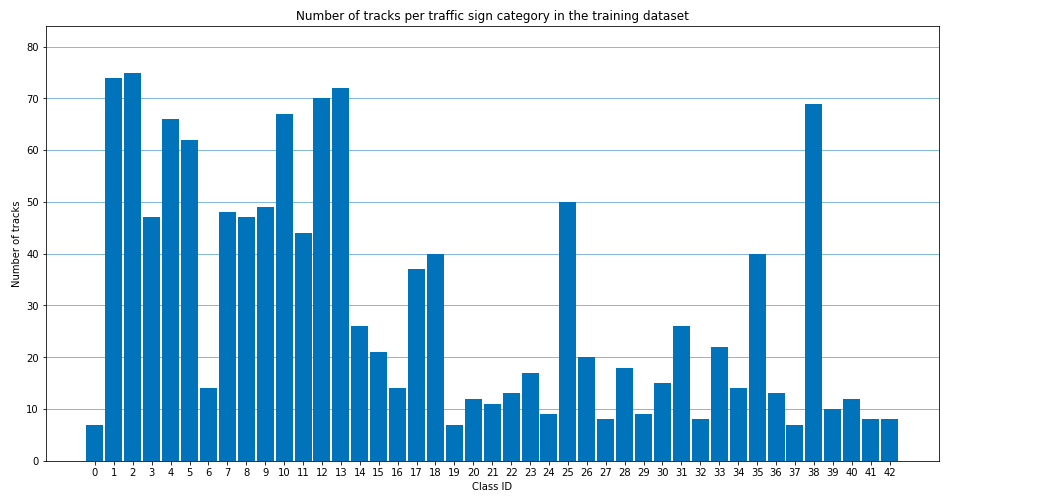 Number of tracks per traffic sign category in the training dataset
80
70
60
50
40
30
20
10
0
Number of tracks
0 1 2 3 4 5 6 7 8 9 10 11 12 13 14 15 16 17 18 19 20 21 22 23 24 25 26 27 28 29 30 31 32 33 34 35 36 37 38 39 40 41 42
Class ID